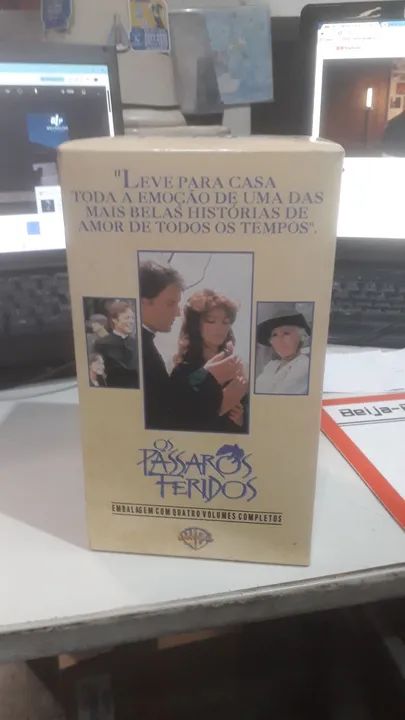 "LEVE PARA CASA
TODA A EMOÇÃO DE UMA DAS
MAIS BELAS HISTÓRIAS DE
AMOR DE TODOS OS TEMPOS".
OS
PÁSSAROS
FERIDOS
EMBALAGEM COM QUATRO VOLUMES COMPLETOS
Beija-